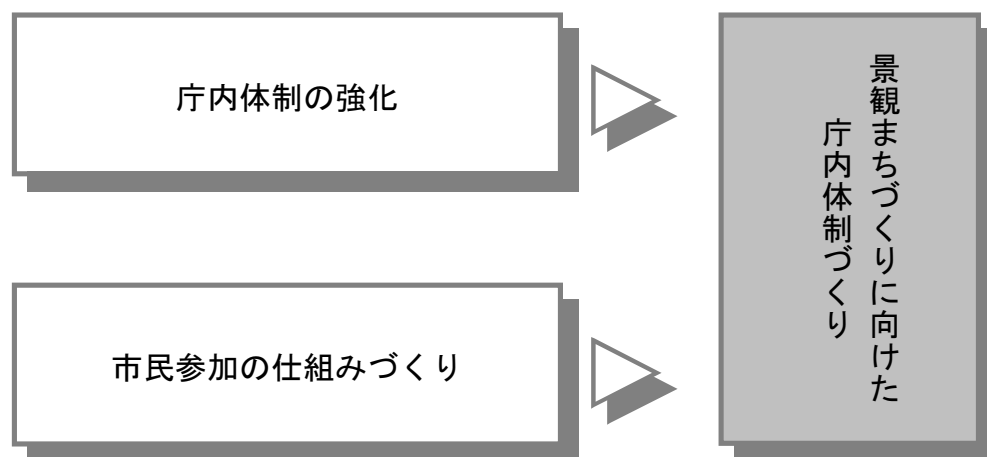 庁内体制の強化
市民参加の仕組みづくり
景観まちづくりに向けた
庁内体制づくり